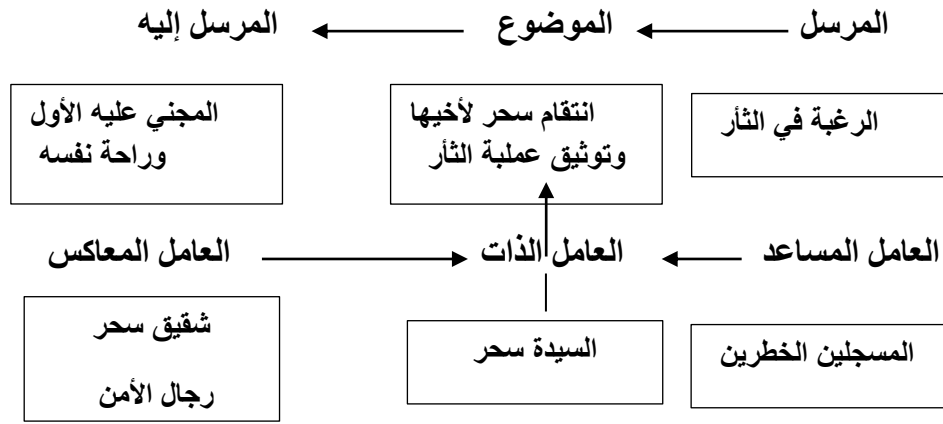 المرسل الموضوع المرسل إليه
الرغبة في الثأر
انتقام سحر لأخيها
وتوثيق عملبة الثأر
المجني عليه الأول
وراحة نفسه
العامل المساعد العامل الذات العامل المعاكس
المسجلين الخطرين
السيدة سحر
شقيق سحر
رجال الأمن